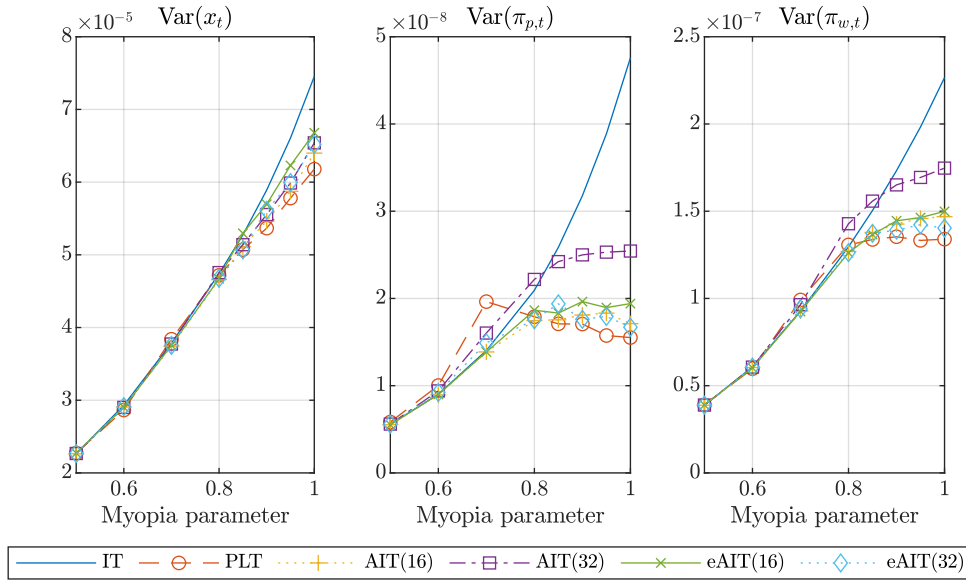 ×10⁻⁵ Var(xₜ)
8
7
6
5
4
3
2
0.6 0.8 1
Myopia parameter
×10⁻⁸ Var(π_{p,t})
5
4
3
2
1
0
0.6 0.8 1
Myopia parameter
×10⁻⁷ Var(π_{w,t})
2.5
2
1.5
1
0.5
0
0.6 0.8 1
Myopia parameter
IT PLT AIT(16) AIT(32) eAIT(16) eAIT(32)